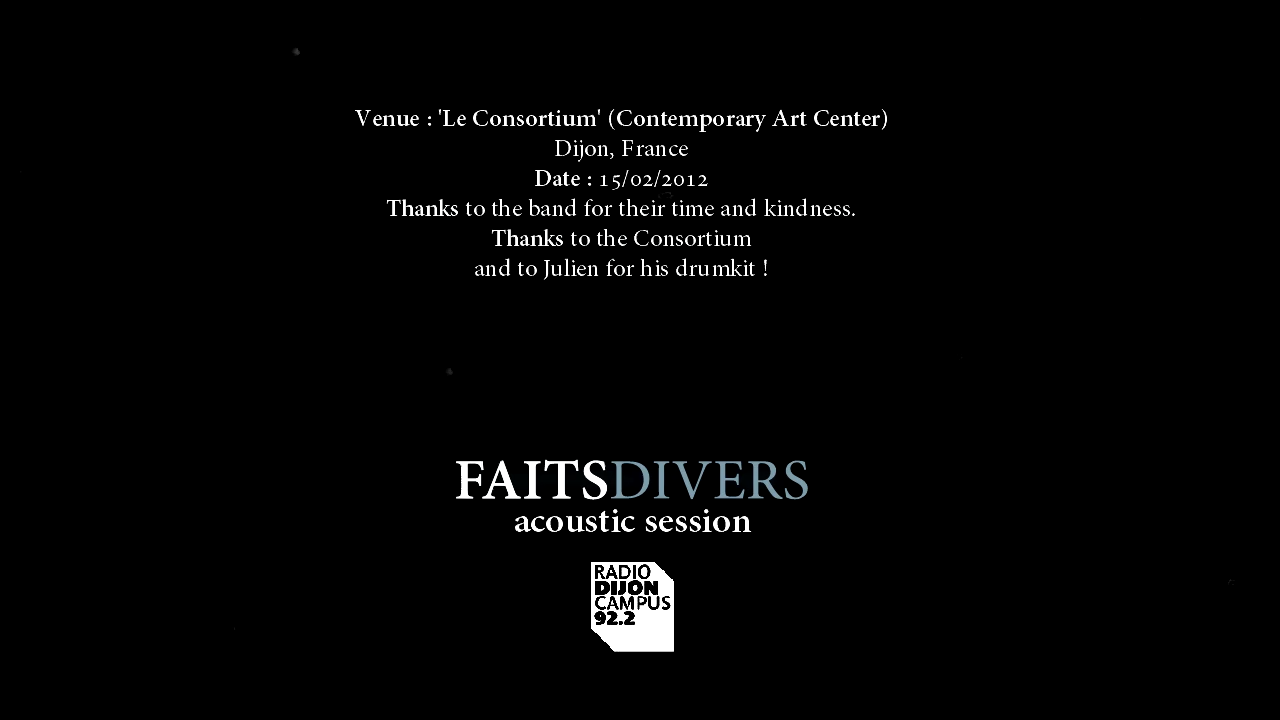 Venue : 'Le Consortium' (Contemporary Art Center)
Dijon, France
Date : 15/02/2012
Thanks to the band for their time and kindness.
Thanks to the Consortium
and to Julien for his drumkit !
FAITSDIVERS
acoustic session
RADIO
DIJON
CAMPUS
92.2